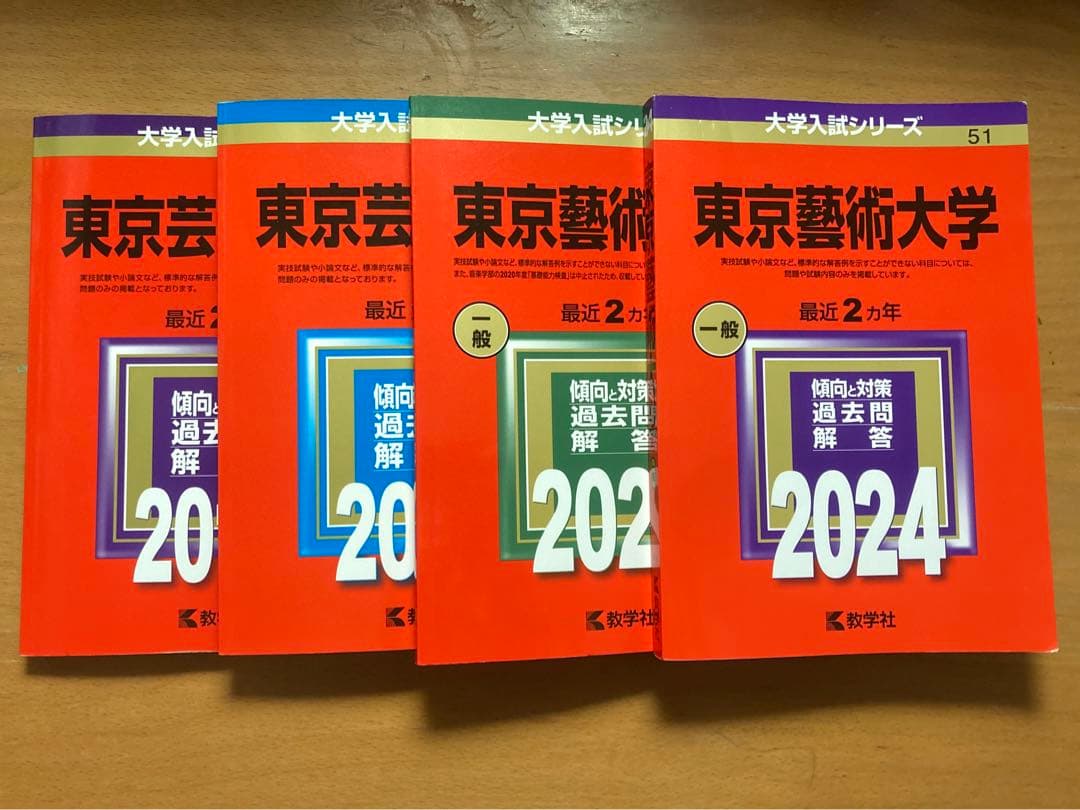 大学入試
東京芸
実技試験や小論文など、標準的な解答例
問題のみの掲載となっております。
最近2
傾向と
過去
解
20
教学社
大学入試
東京芸
実技試験や小論文など、標準的な解答例
問題のみの掲載となっております。
最近
傾向と対
過去
解
20
教学
大学入試シリ
東京藝術
実技試験や小論文など、標準的な解答例を示すことができない科目につい
また、音楽学部の2020年度「基礎能力検査」は中止されたため、収載してい
一般
最近2カ年
傾向と対策
過去問
解答
202
教学社
大学入試シリーズ
51
東京藝術大学
実技試験や小論文など、標準的な解答例を示すことができない科目については、
問題や試験内容のみを掲載しています。
一般
最近2カ年
傾向と対策
過去問
解答
2024
教学社